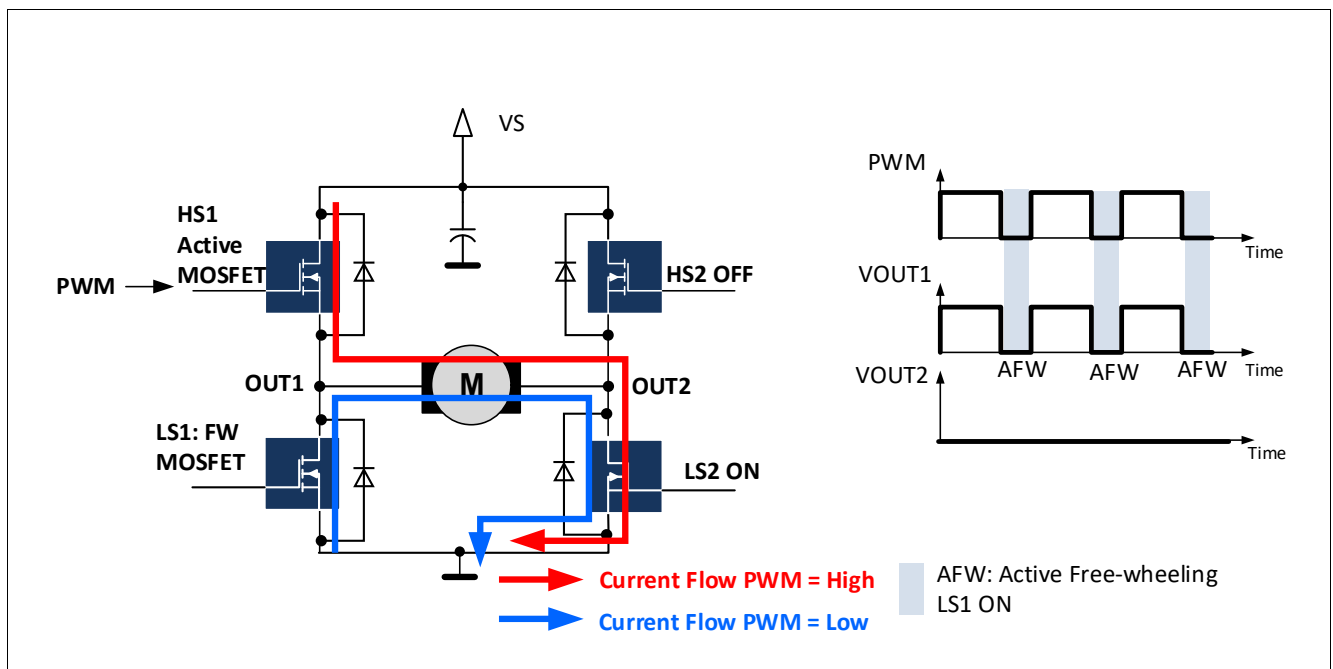 VS
HS1
Active
MOSFET
PWM
HS2 OFF
OUT1
M
OUT2
LS1: FW
MOSFET
LS2 ON
Current Flow PWM = High
Current Flow PWM = Low
PWM
Time
VOUT1
AFW
AFW
AFW
Time
VOUT2
Time
AFW: Active Free-wheeling
LS1 ON